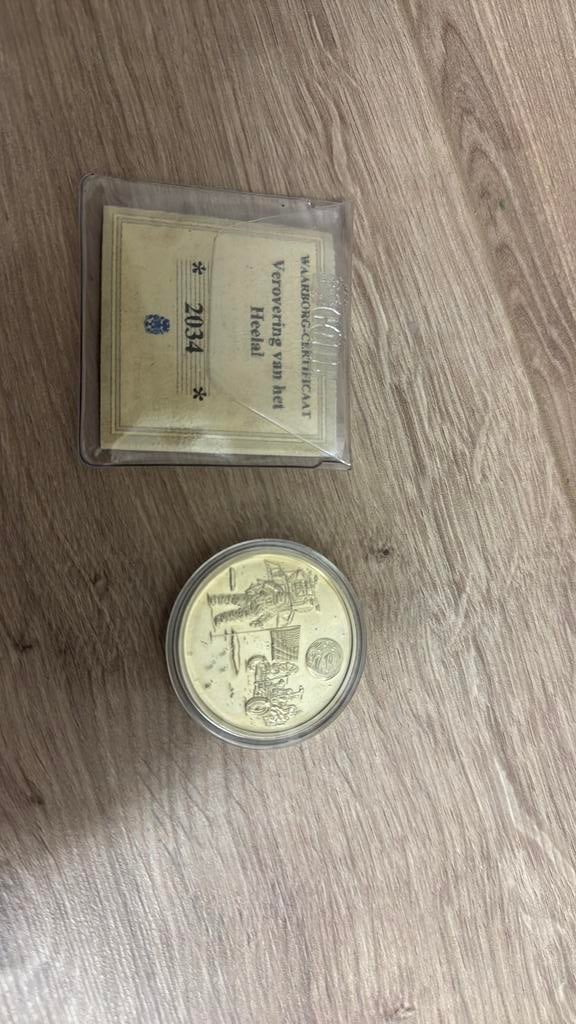 WAARBORG-CERTIFICAAT
Verovering van het
Heelal
* 2034 *